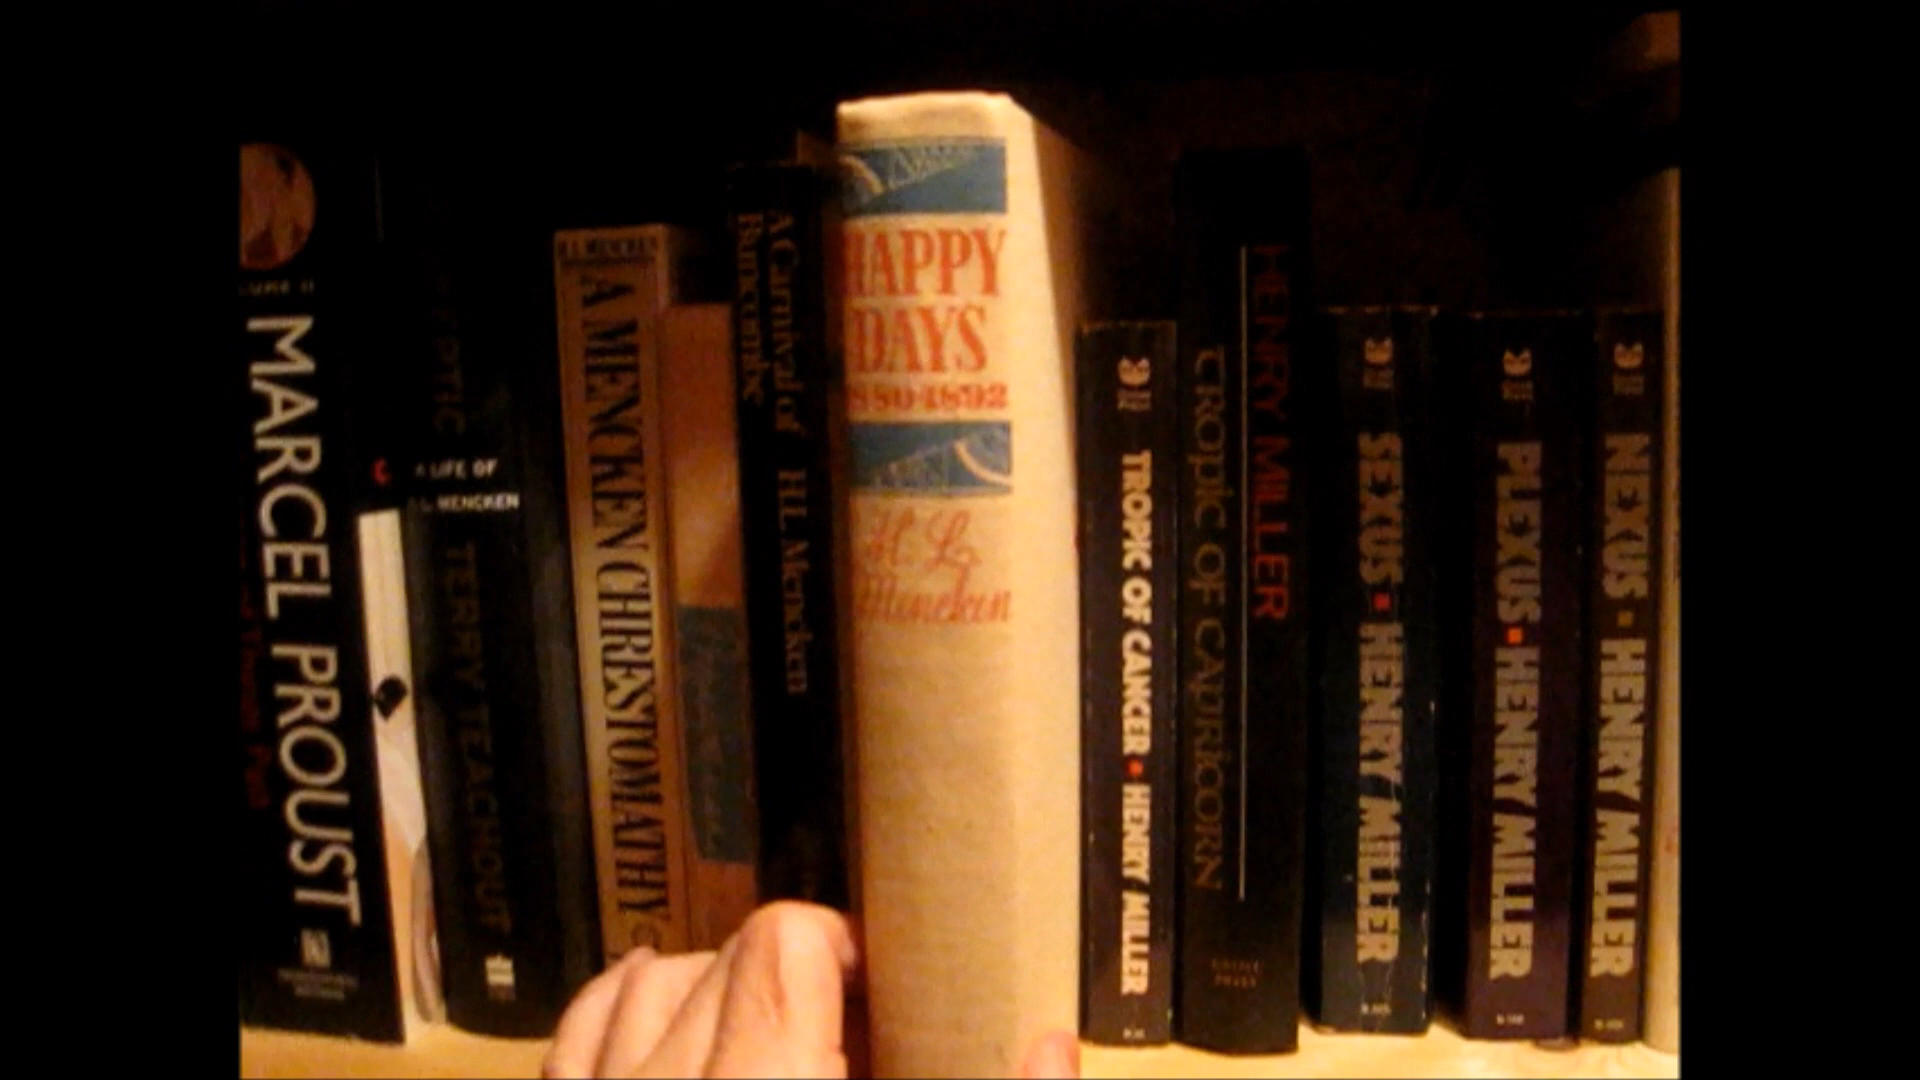 MARCEL PROUST
A LIFE OF
MENCKEN
TERRY TEACHOUT
H.L. MENCKEN
A MENCKEN CHRESTOMATHY
A Carnival of
Buncombe
H.L. Mencken
HAPPY
DAYS
1880-1892
H. L.
Mencken
TROPIC OF CANCER • HENRY MILLER
HENRY MILLER
TROPIC OF CAPRICORN
GROVE
PRESS
SEXUS • HENRY MILLER
PLEXUS • HENRY MILLER
NEXUS • HENRY MILLER